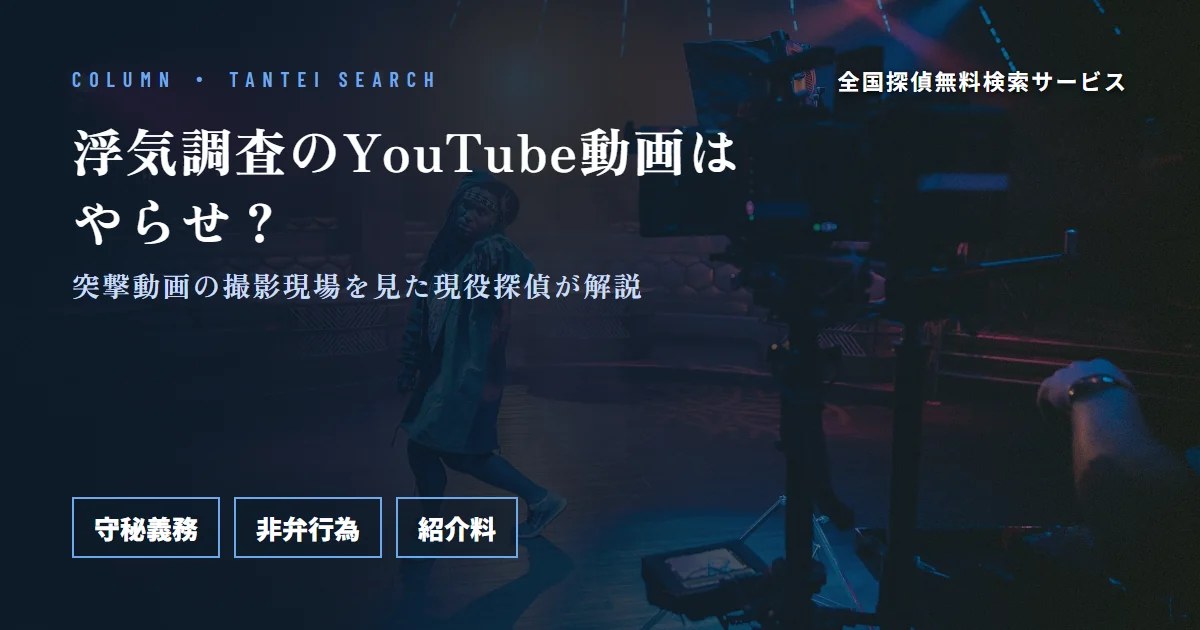 COLUMN • TANTEI SEARCH
全国探偵無料検索サービス
浮気調査のYouTube動画は
やらせ？
突撃動画の撮影現場を見た現役探偵が解説
守秘義務
非弁行為
紹介料